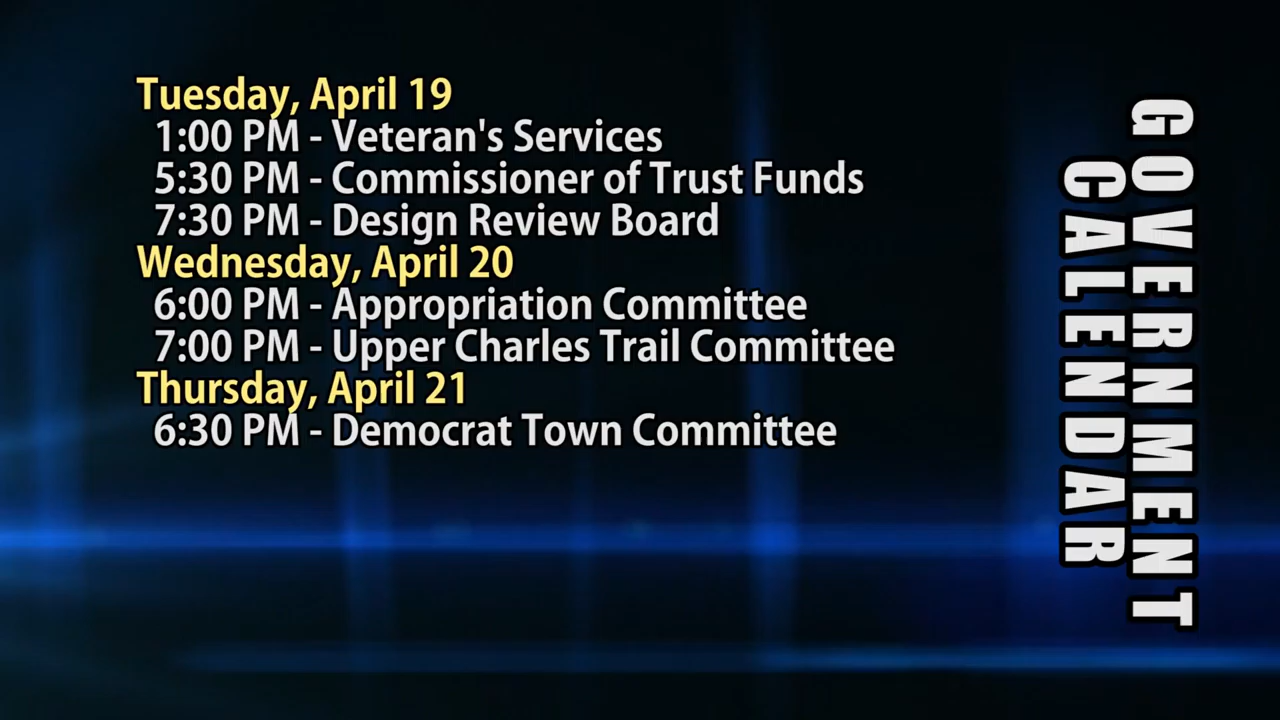 Tuesday, April 19
1:00 PM - Veteran's Services
5:30 PM - Commissioner of Trust Funds
7:30 PM - Design Review Board
Wednesday, April 20
6:00 PM - Appropriation Committee
7:00 PM - Upper Charles Trail Committee
Thursday, April 21
6:30 PM - Democrat Town Committee
GOVERNMENT
CALENDAR